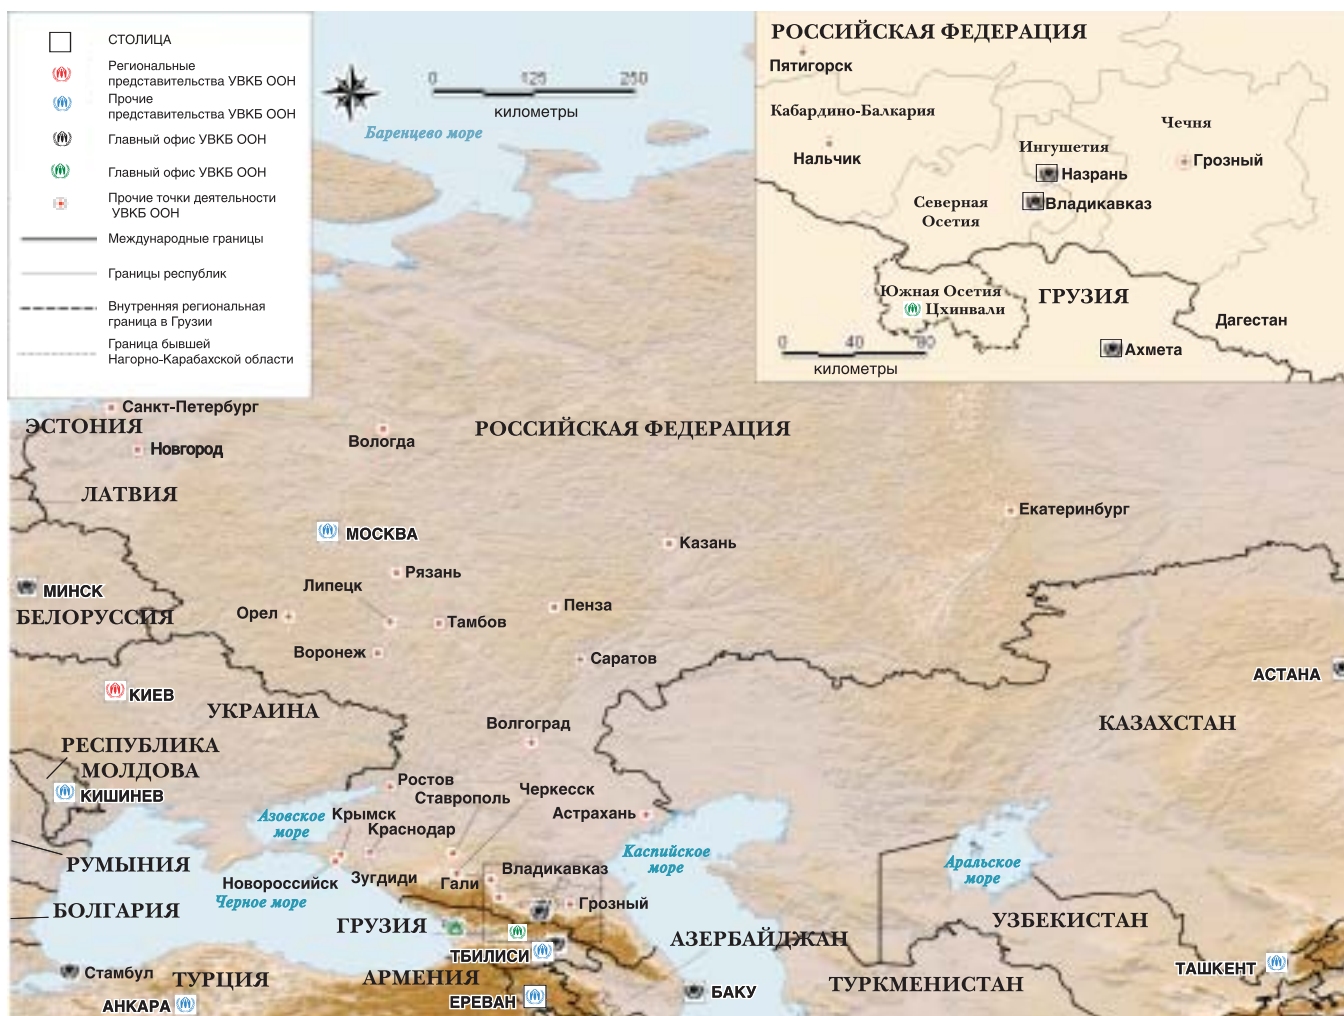 СТОЛИЦА
Региональные
представительства УВКБ ООН
Прочие
представительства УВКБ ООН
Главный офис УВКБ ООН
Главный офис УВКБ ООН
Прочие точки деятельности
УВКБ ООН
Международные границы
Границы республик
Внутренняя региональная
граница в Грузии
Граница бывшей
Нагорно-Карабахской области
0 125 250
километры
Баренцево море
РОССИЙСКАЯ ФЕДЕРАЦИЯ
Пятигорск
Кабардино-Балкария
Чечня
Нальчик
Ингушетия
Грозный
Назрань
Северная
Осетия
Владикавказ
Южная Осетия
Цхинвали
ГРУЗИЯ
Дагестан
0 40 80
километры
Ахмета
Санкт-Петербург
ЭСТОНИЯ
Новгород
Вологда
РОССИЙСКАЯ ФЕДЕРАЦИЯ
ЛАТВИЯ
Екатеринбург
МОСКВА
Казань
Рязань
Липецк
МИНСК
БЕЛОРУССИЯ
Орел
Тамбов
Пенза
Воронеж
Саратов
АСТАНА
КИЕВ
УКРАИНА
Волгоград
КАЗАХСТАН
РЕСПУБЛИКА
МОЛДОВА
КИШИНЕВ
Ростов
Ставрополь
Черкесск
Азовское
море
Крымск
Краснодар
Астрахань
Каспийское
море
Аральское
море
РУМЫНИЯ
Владикавказ
Новороссийск
Зугдиди
Гали
Черное море
Грозный
БОЛГАРИЯ
ГРУЗИЯ
УЗБЕКИСТАН
АЗЕРБАЙДЖАН
ТБИЛИСИ
Стамбул
ТУРЦИЯ
АРМЕНИЯ
ТУРКМЕНИСТАН
ТАШКЕНТ
АНКАРА
ЕРЕВАН
БАКУ